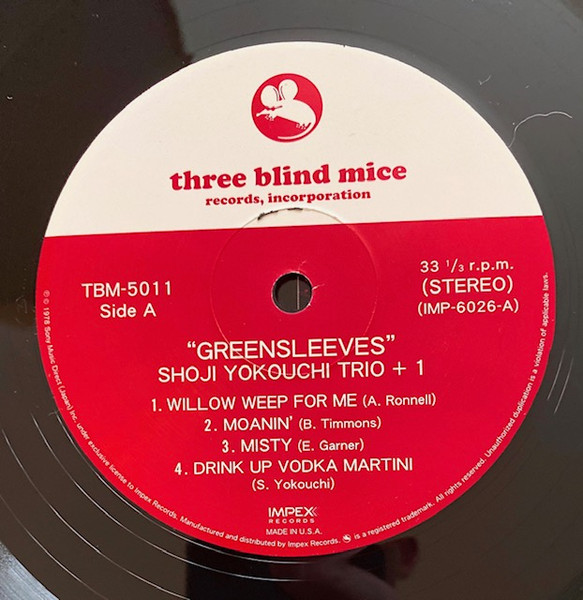 three blind mice
records, incorporation
TBM-5011
Side A
33 1/3 r.p.m.
(STEREO)
(IMP-6026-A)
"GREENSLEEVES"
SHOJI YOKOUCHI TRIO + 1
1. WILLOW WEEP FOR ME (A. Ronnell)
2. MOANIN' (B. Timmons)
3. MISTY (E. Garner)
4. DRINK UP VODKA MARTINI
(S. Yokouchi)
IMPEX
RECORDS
MADE IN U.S.A.
℗ © 1978 Sony Music Direct (Japan) Inc. under exclusive license to Impex Records. Manufactured and distributed by Impex Records. is a registered trademark. All rights reserved. Unauthorized duplication is a violation of applicable laws.